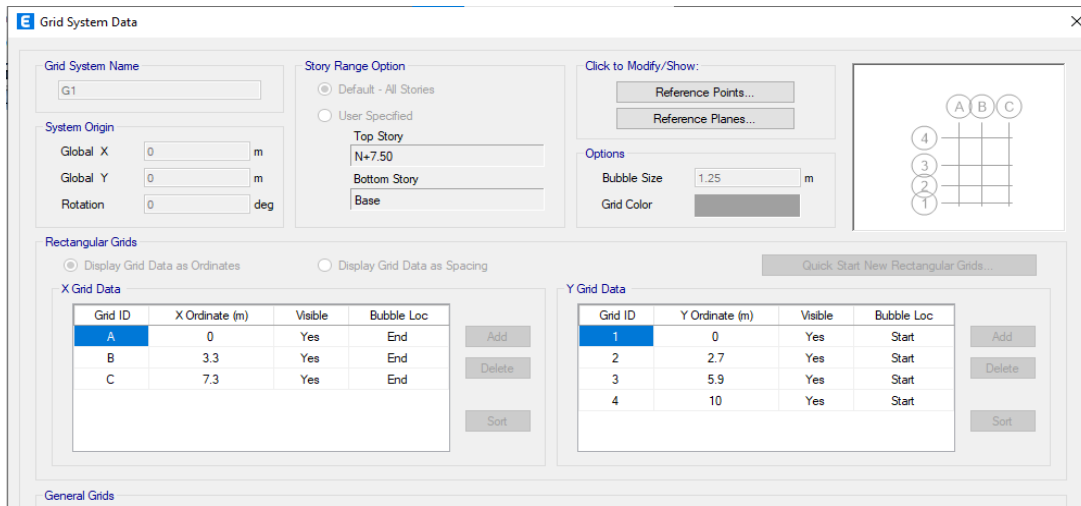 E Grid System Data
Grid System Name
G1
System Origin
Global X 0 m
Global Y 0 m
Rotation 0 deg
Story Range Option
Default - All Stories
User Specified
Top Story
N+7.50
Bottom Story
Base
Click to Modify/Show:
Reference Points...
Reference Planes...
Options
Bubble Size 1.25 m
Grid Color
A B C
4
3
2
1
Rectangular Grids
Display Grid Data as Ordinates Display Grid Data as Spacing Quick Start New Rectangular Grids...
X Grid Data
Grid ID X Ordinate (m) Visible Bubble Loc
A 0 Yes End
B 3.3 Yes End
C 7.3 Yes End
Add
Delete
Sort
Y Grid Data
Grid ID Y Ordinate (m) Visible Bubble Loc
1 0 Yes Start
2 2.7 Yes Start
3 5.9 Yes Start
4 10 Yes Start
Add
Delete
Sort
General Grids